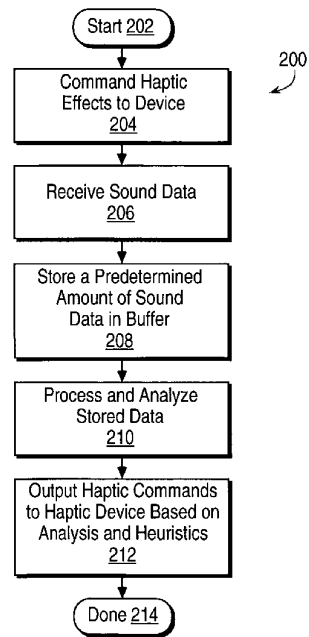 Start 202
200
Command Haptic
Effects to Device
204
Receive Sound Data
206
Store a Predetermined
Amount of Sound
Data in Buffer
208
Process and Analyze
Stored Data
210
Output Haptic Commands
to Haptic Device Based on
Analysis and Heuristics
212
Done 214